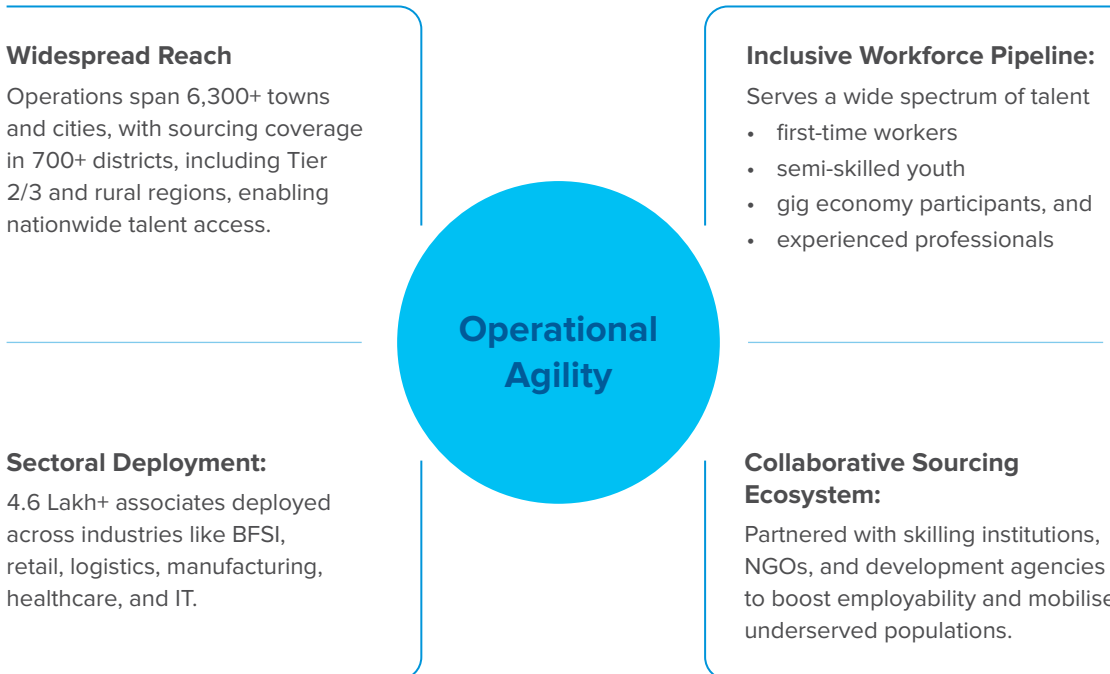 Widespread Reach
Operations span 6,300+ towns
and cities, with sourcing coverage
in 700+ districts, including Tier
2/3 and rural regions, enabling
nationwide talent access.
Inclusive Workforce Pipeline:
Serves a wide spectrum of talent
• first-time workers
• semi-skilled youth
• gig economy participants, and
• experienced professionals
Operational
Agility
Sectoral Deployment:
4.6 Lakh+ associates deployed
across industries like BFSI,
retail, logistics, manufacturing,
healthcare, and IT.
Collaborative Sourcing
Ecosystem:
Partnered with skilling institutions,
NGOs, and development agencies
to boost employability and mobilise
underserved populations.